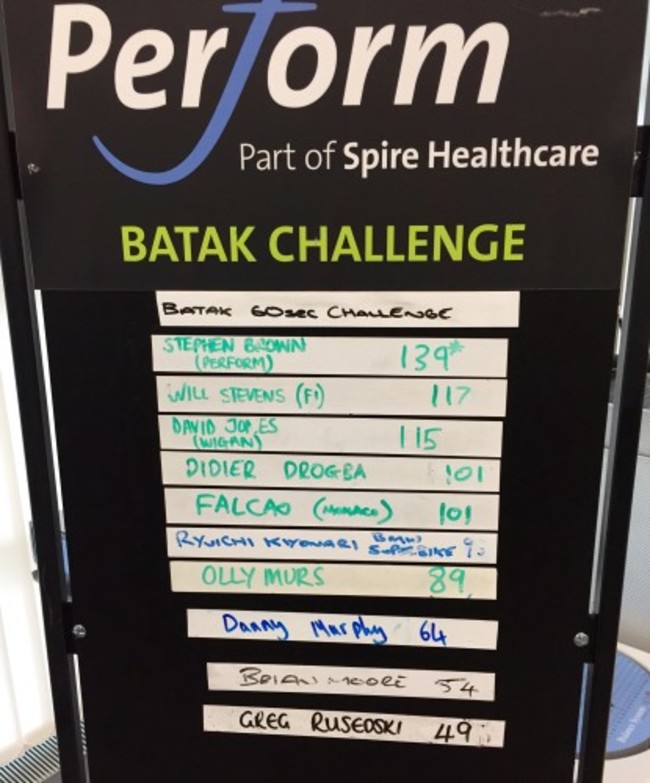 Perform
Part of Spire Healthcare
BATAK CHALLENGE
BATAK 60sec CHALLENGE
STEPHEN BROWN 139*
(PERFORM)
WILL STEVENS (F1) 117
DAVID JONES 115
(WIGAN)
DIDIER DROGBA 101
FALCAO (MONACO) 101
RYUICHI KIYONARI
SUPERBIKE
OLLY MURS 89
Danny Murphy 64
BRIAN MOORE 54
GREG RUSEDSKI 49